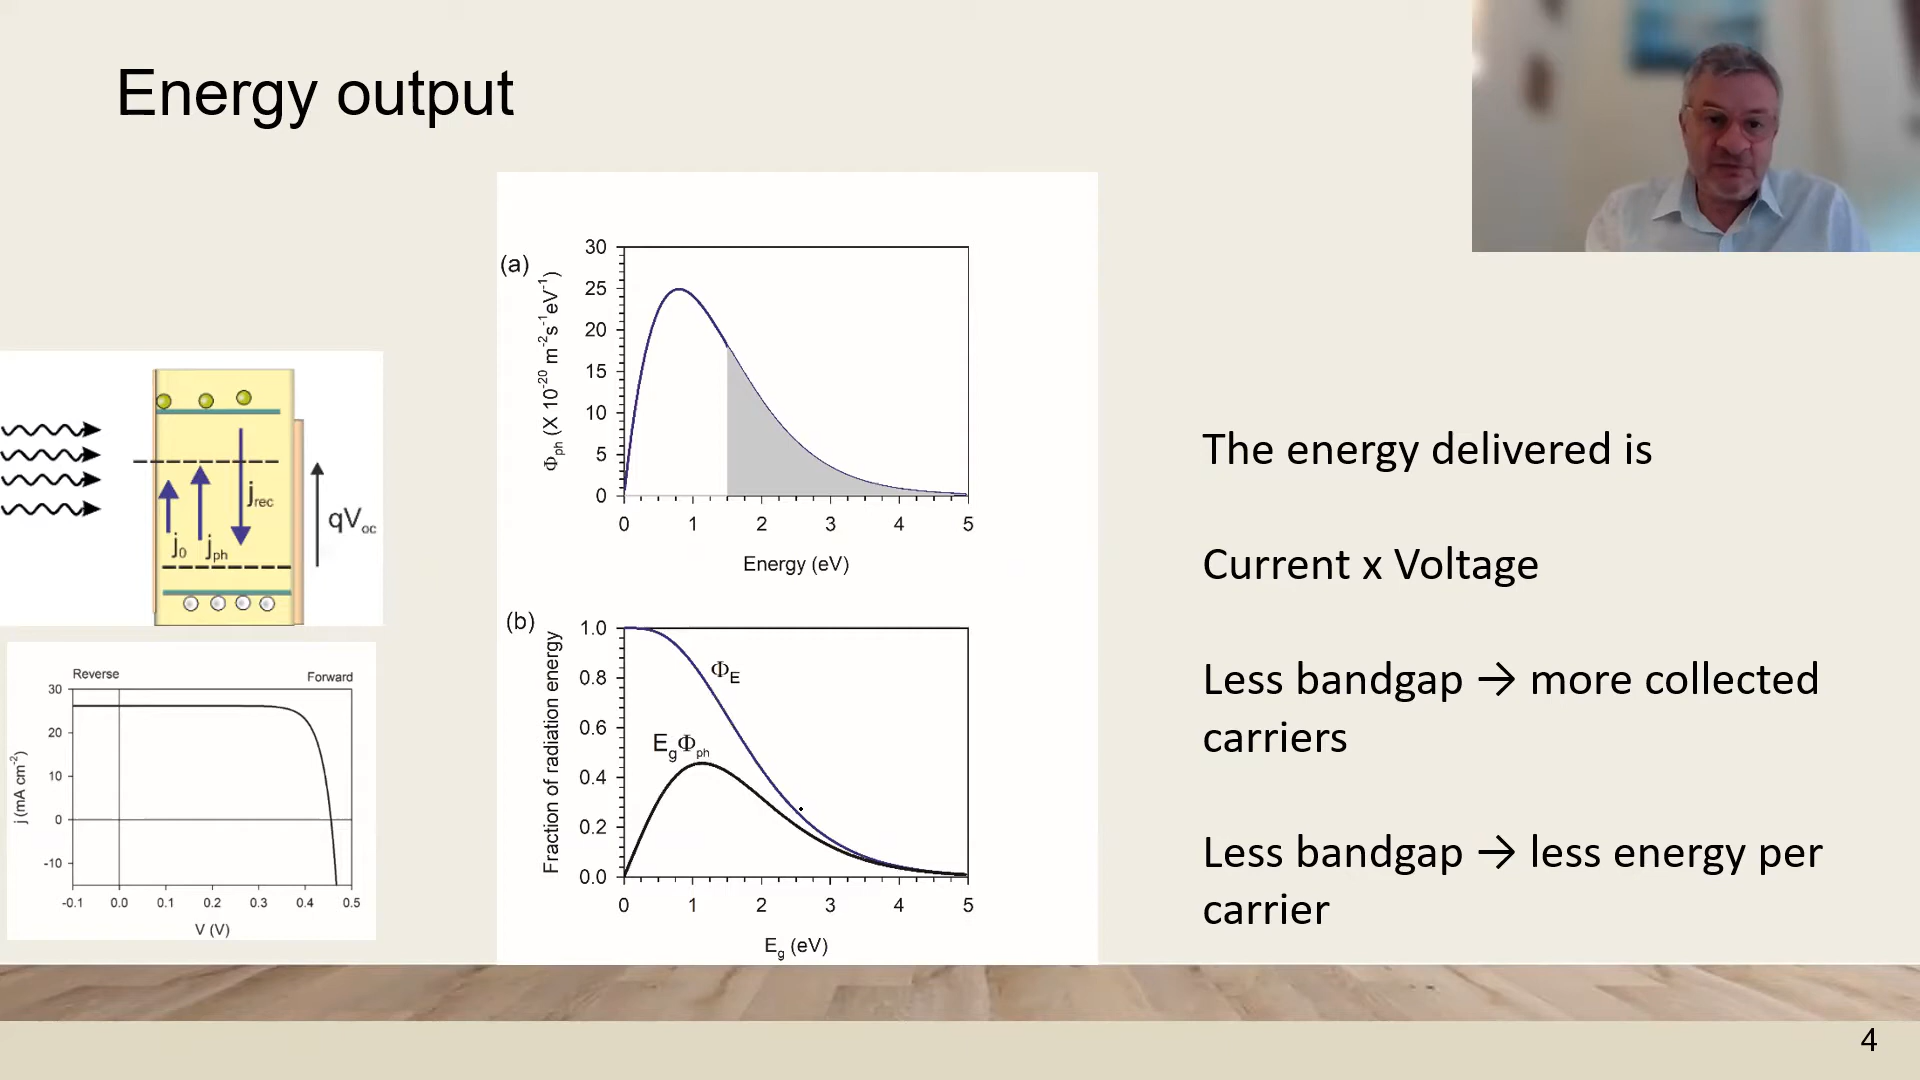 Energy output
j0
jph
jrec
qVoc
Reverse
Forward
30
20
10
0
-10
-0.1 0.0 0.1 0.2 0.3 0.4 0.5
j (mA cm-2)
V (V)
(a)
30
25
20
15
10
5
0
0 1 2 3 4 5
Φph (X 10-20 m-2s-1eV-1)
Energy (eV)
(b)
1.0
0.8
0.6
0.4
0.2
0.0
0 1 2 3 4 5
Fraction of radiation energy
ΦE
EgΦph
Eg (eV)
The energy delivered is
Current x Voltage
Less bandgap → more collected
carriers
Less bandgap → less energy per
carrier
4